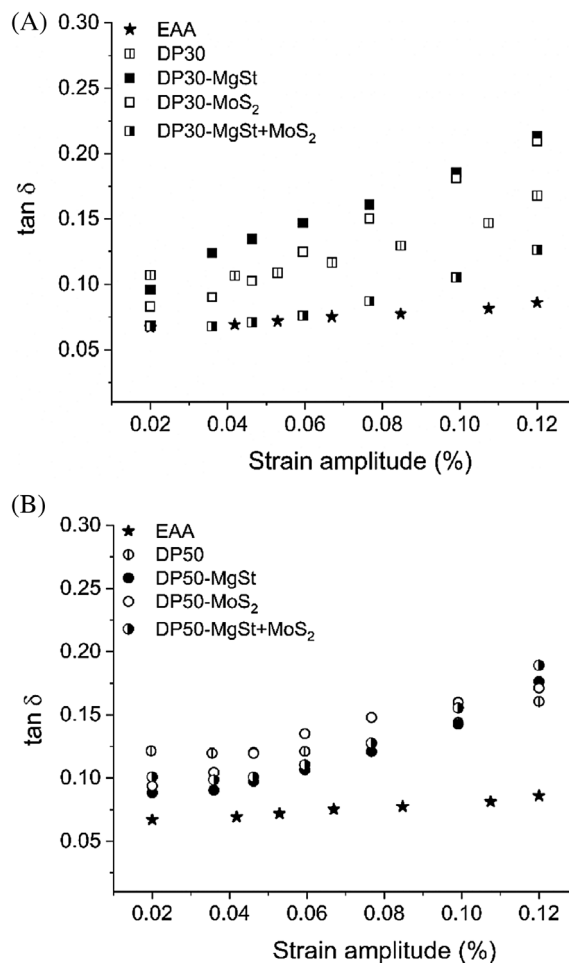 (A)
EAA
DP30
DP30-MgSt
DP30-MoS₂
DP30-MgSt+MoS₂
0.30
0.25
0.20
0.15
0.10
0.05
tan δ
0.02 0.04 0.06 0.08 0.10 0.12
Strain amplitude (%)
(B)
EAA
DP50
DP50-MgSt
DP50-MoS₂
DP50-MgSt+MoS₂
0.30
0.25
0.20
0.15
0.10
0.05
tan δ
0.02 0.04 0.06 0.08 0.10 0.12
Strain amplitude (%)